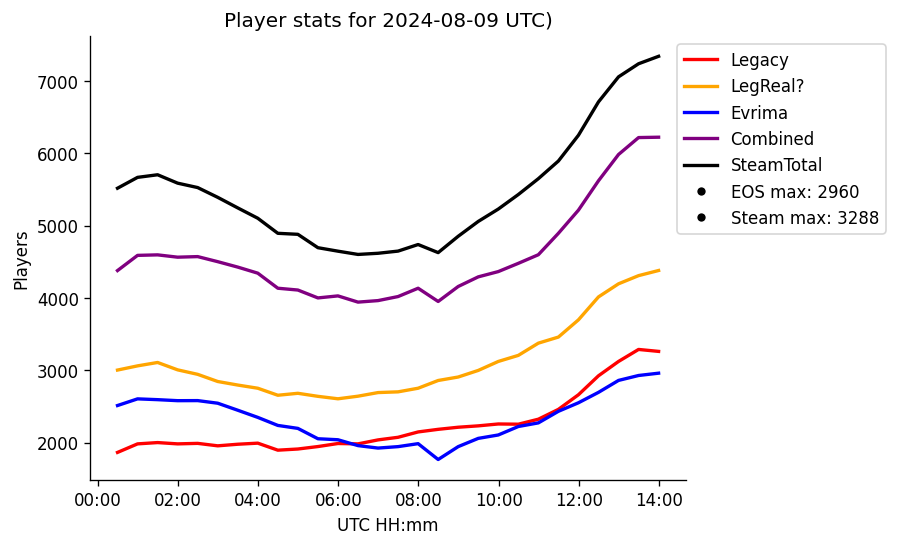 Player stats for 2024-08-09 UTC)
Players
7000
6000
5000
4000
3000
2000
00:00 02:00 04:00 06:00 08:00 10:00 12:00 14:00
UTC HH:mm
Legacy
LegReal?
Evrima
Combined
SteamTotal
EOS max: 2960
Steam max: 3288